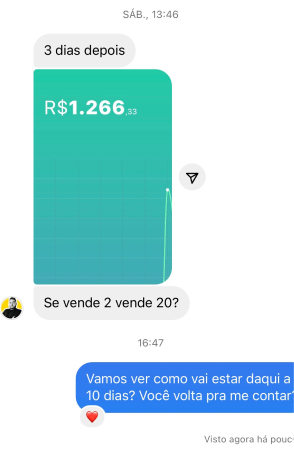 SÁB., 13:46
3 dias depois
R$1.266,33
Se vende 2 vende 20?
16:47
Vamos ver como vai estar daqui a
10 dias? Você volta pra me contar?
Visto agora há pouc